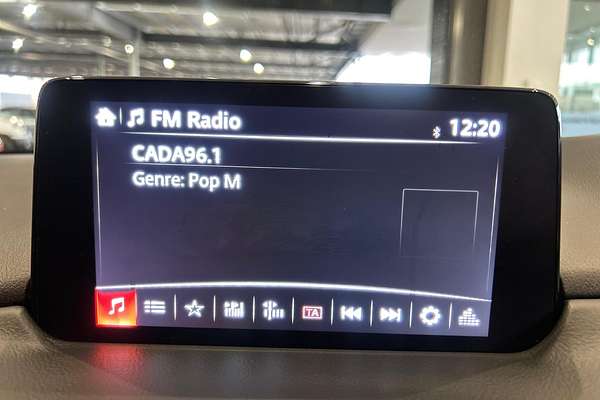 FM Radio
12:20
CADA96.1
Genre: Pop M
TA